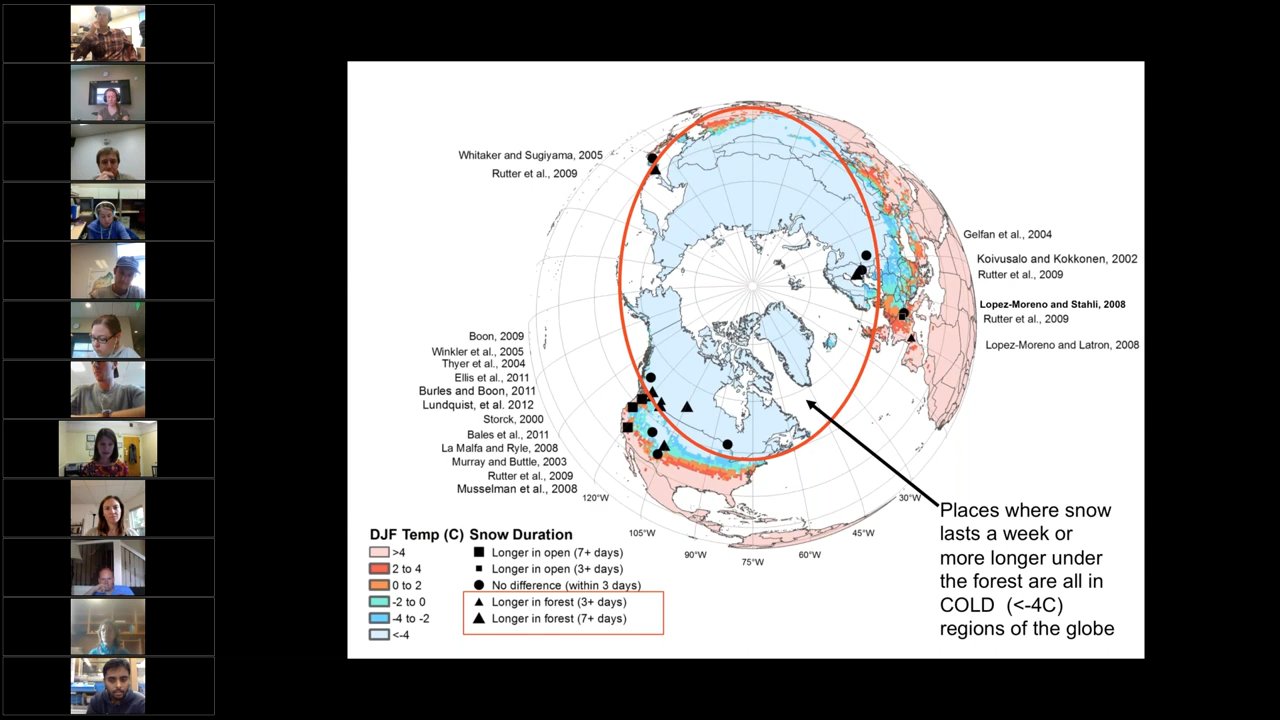 Whitaker and Sugiyama, 2005
Rutter et al., 2009
Gelfan et al., 2004
Koivusalo and Kokkonen, 2002
Rutter et al., 2009
Lopez-Moreno and Stahli, 2008
Rutter et al., 2009
Lopez-Moreno and Latron, 2008
Boon, 2009
Winkler et al., 2005
Thyer et al., 2004
Ellis et al., 2011
Burles and Boon, 2011
Lundquist, et al. 2012
Storck, 2000
Bales et al., 2011
La Malfa and Ryle, 2008
Murray and Buttle, 2003
Rutter et al., 2009
Musselman et al., 2008
120°W
105°W
90°W
75°W
60°W
45°W
30°W
DJF Temp (C)
>4
2 to 4
0 to 2
-2 to 0
-4 to -2
<-4
Snow Duration
Longer in open (7+ days)
Longer in open (3+ days)
No difference (within 3 days)
Longer in forest (3+ days)
Longer in forest (7+ days)
Places where snow
lasts a week or
more longer under
the forest are all in
COLD (<-4C)
regions of the globe